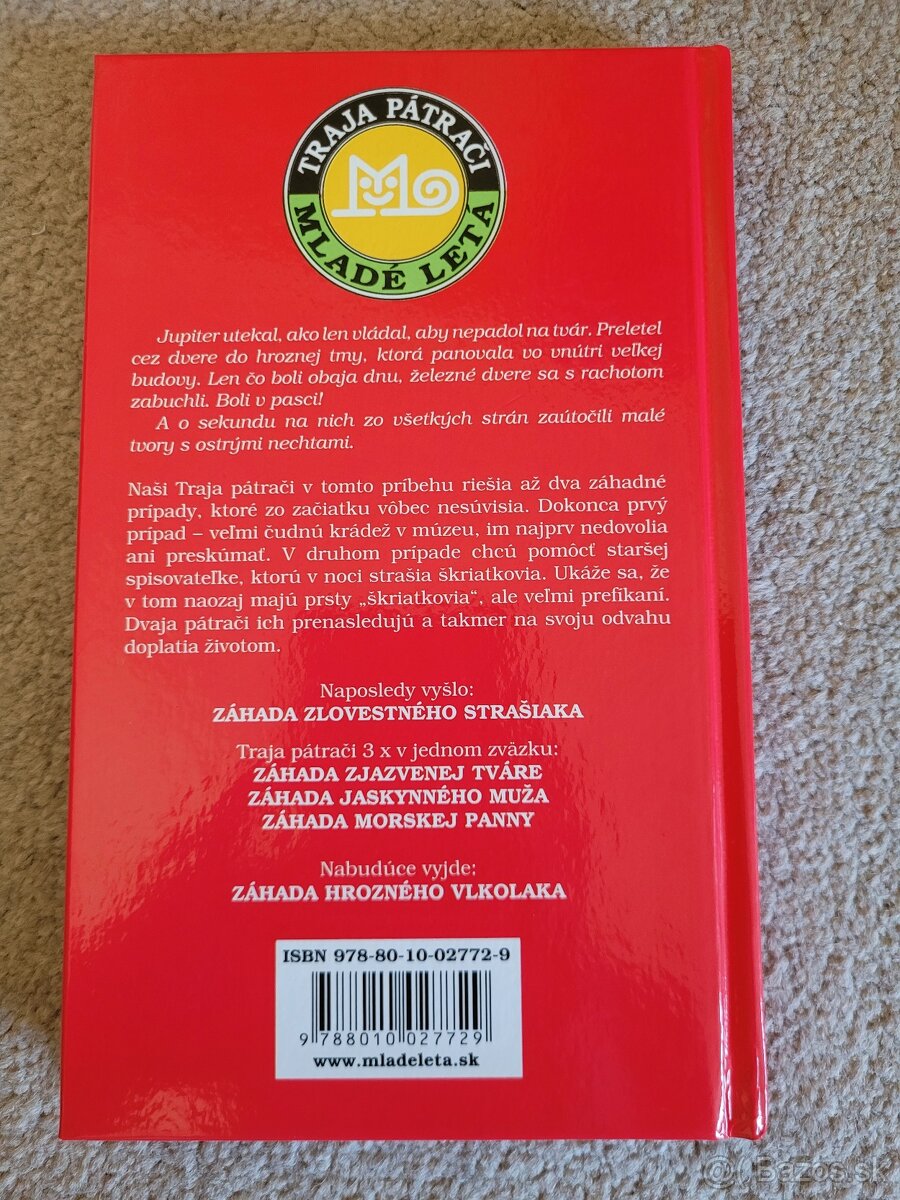 TRAJA PÁTRAČI
MLADÉ LETÁ
Jupiter utekal, ako len vládal, aby nepadol na tvár. Preletel
cez dvere do hroznej tmy, ktorá panovala vo vnútri veľkej
budovy. Len čo boli obaja dnu, železné dvere sa s rachotom
zabuchli. Boli v pasci!
A o sekundu na nich zo všetkých strán zaútočili malé
tvory s ostrými nechtami.
Naši Traja pátrači v tomto príbehu riešia až dva záhadné
prípady, ktoré zo začiatku vôbec nesúvisia. Dokonca prvý
prípad – veľmi čudnú krádež v múzeu, im najprv nedovolia
ani preskúmať. V druhom prípade chcú pomôcť staršej
spisovateľke, ktorú v noci strašia škriatkovia. Ukáže sa, že
v tom naozaj majú prsty „škriatkovia“, ale veľmi prefíkaní.
Dvaja pátrači ich prenasledujú a takmer na svoju odvahu
doplatia životom.
Naposledy vyšlo:
ZÁHADA ZLOVESTNÉHO STRAŠIAKA
Traja pátrači 3 x v jednom zväzku:
ZÁHADA ZJAZVENEJ TVÁRE
ZÁHADA JASKYNNÉHO MUŽA
ZÁHADA MORSKEJ PANNY
Nabudúce vyjde:
ZÁHADA HROZNÉHO VLKOLAKA
ISBN 978-80-10-02772-9
9 788010 027729
www.mladeleta.sk
Bazos.sk